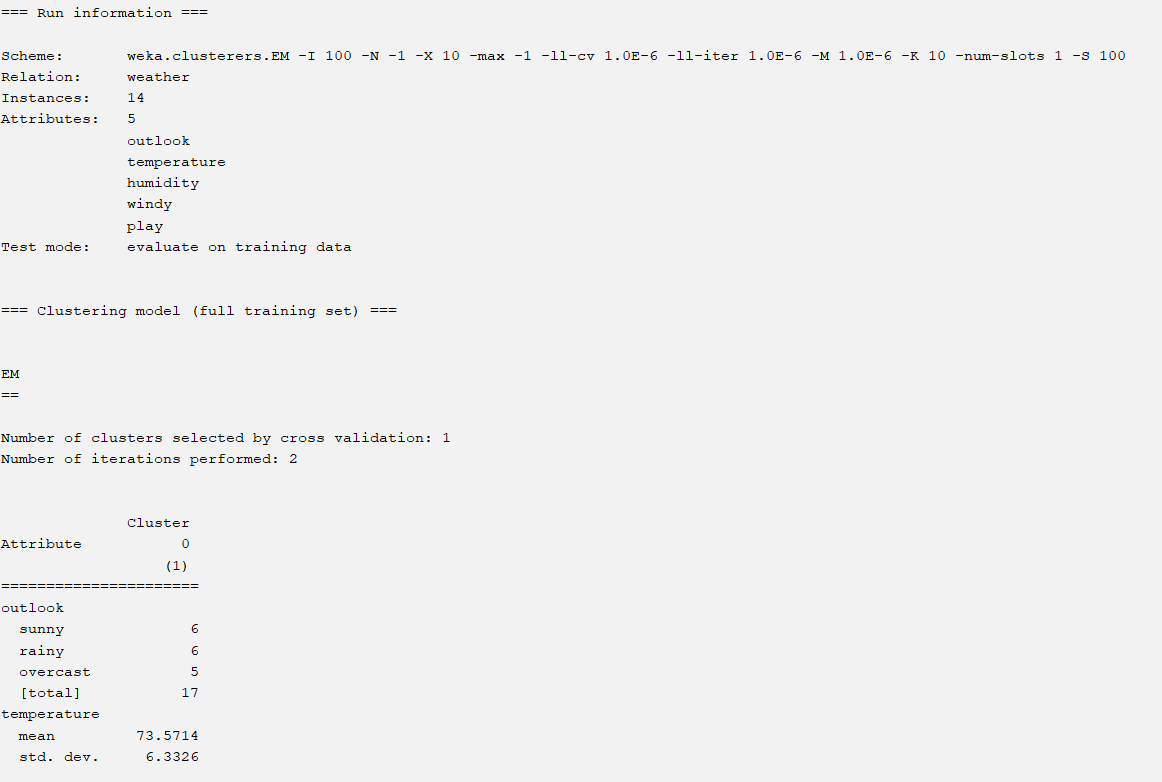 === Run information ===
Scheme:       weka.clusterers.EM -I 100 -N -1 -X 10 -max -1 -ll-cv 1.0E-6 -ll-iter 1.0E-6 -M 1.0E-6 -K 10 -num-slots 1 -S 100
Relation:     weather
Instances:    14
Attributes:   5
              outlook
              temperature
              humidity
              windy
              play
Test mode:    evaluate on training data
=== Clustering model (full training set) ===
EM
==
Number of clusters selected by cross validation: 1
Number of iterations performed: 2
              Cluster
Attribute           0
                  (1)
======================
outlook
  sunny              6
  rainy              6
  overcast           5
  [total]           17
temperature
  mean         73.5714
  std. dev.     6.3326